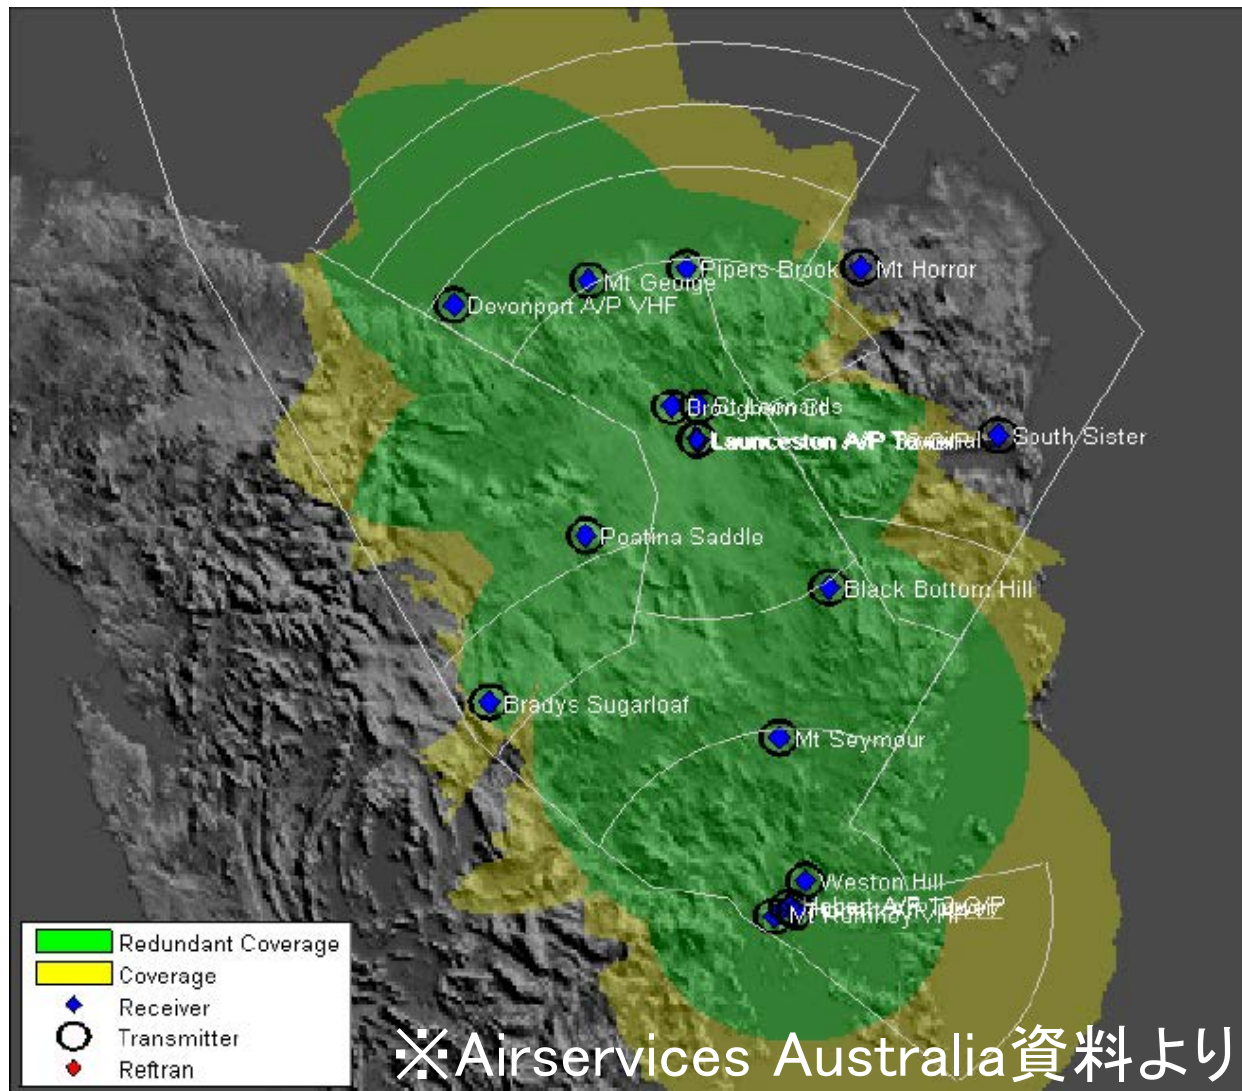 Pipers Brook
Mt Horror
Mt George
Devonport A/P VHF
St Leonards
Launceston A/P
South Sister
Poatina Saddle
Black Bottom Hill
Bradys Sugarloaf
Mt Seymour
Weston Hill
Redundant Coverage
Coverage
Receiver
Transmitter
Reftran
※Airservices Australia資料より